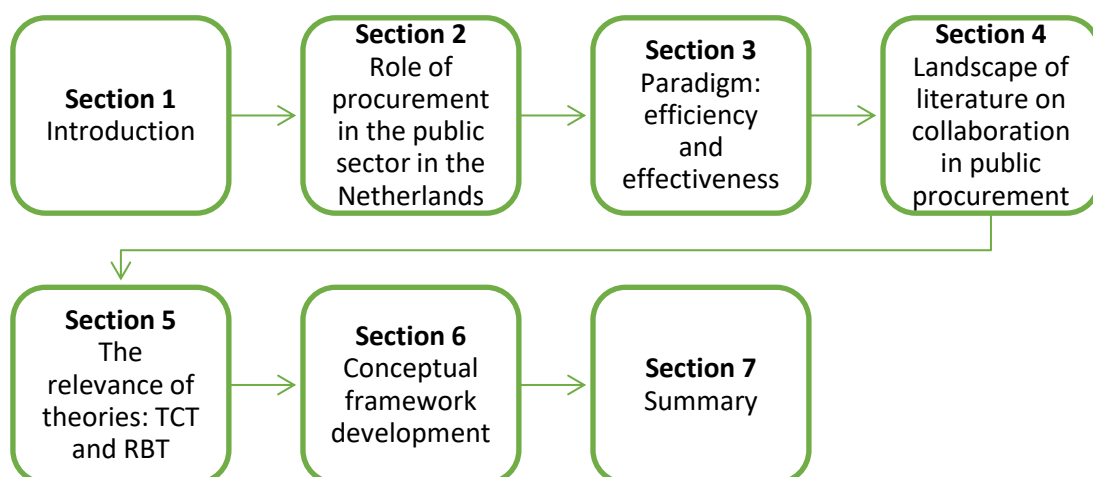 Section 1
Introduction
Section 2
Role of
procurement
in the public
sector in the
Netherlands
Section 3
Paradigm:
efficiency
and
effectiveness
Section 4
Landscape of
literature on
collaboration
in public
procurement
Section 5
The
relevance of
theories: TCT
and RBT
Section 6
Conceptual
framework
development
Section 7
Summary